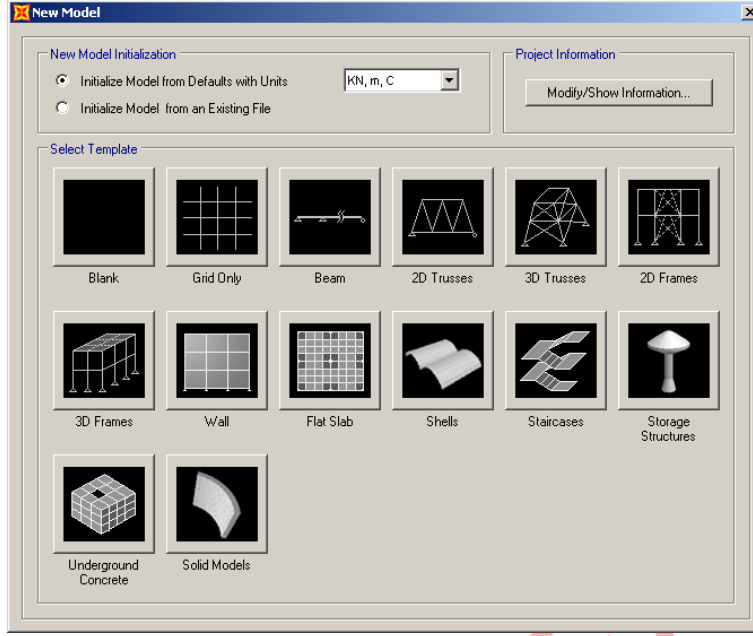 New Model
New Model Initialization
Initialize Model from Defaults with Units
KN, m, C
Initialize Model from an Existing File
Project Information
Modify/Show Information...
Select Template
Blank
Grid Only
Beam
2D Trusses
3D Trusses
2D Frames
3D Frames
Wall
Flat Slab
Shells
Staircases
Storage
Structures
Underground
Concrete
Solid Models